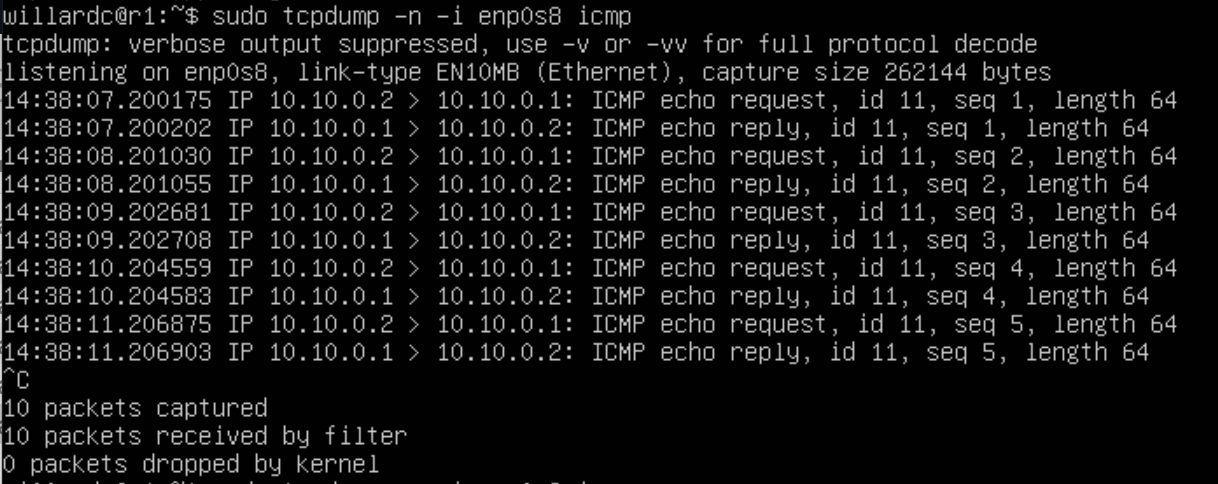 willardc@r1:~$ sudo tcpdump -n -i enp0s8 icmp
tcpdump: verbose output suppressed, use -v or -vv for full protocol decode
listening on enp0s8, link-type EN10MB (Ethernet), capture size 262144 bytes
14:38:07.200175 IP 10.10.0.2 > 10.10.0.1: ICMP echo request, id 11, seq 1, length 64
14:38:07.200202 IP 10.10.0.1 > 10.10.0.2: ICMP echo reply, id 11, seq 1, length 64
14:38:08.201030 IP 10.10.0.2 > 10.10.0.1: ICMP echo request, id 11, seq 2, length 64
14:38:08.201055 IP 10.10.0.1 > 10.10.0.2: ICMP echo reply, id 11, seq 2, length 64
14:38:09.202681 IP 10.10.0.2 > 10.10.0.1: ICMP echo request, id 11, seq 3, length 64
14:38:09.202708 IP 10.10.0.1 > 10.10.0.2: ICMP echo reply, id 11, seq 3, length 64
14:38:10.204559 IP 10.10.0.2 > 10.10.0.1: ICMP echo request, id 11, seq 4, length 64
14:38:10.204583 IP 10.10.0.1 > 10.10.0.2: ICMP echo reply, id 11, seq 4, length 64
14:38:11.206875 IP 10.10.0.2 > 10.10.0.1: ICMP echo request, id 11, seq 5, length 64
14:38:11.206903 IP 10.10.0.1 > 10.10.0.2: ICMP echo reply, id 11, seq 5, length 64
^C
10 packets captured
10 packets received by filter
0 packets dropped by kernel